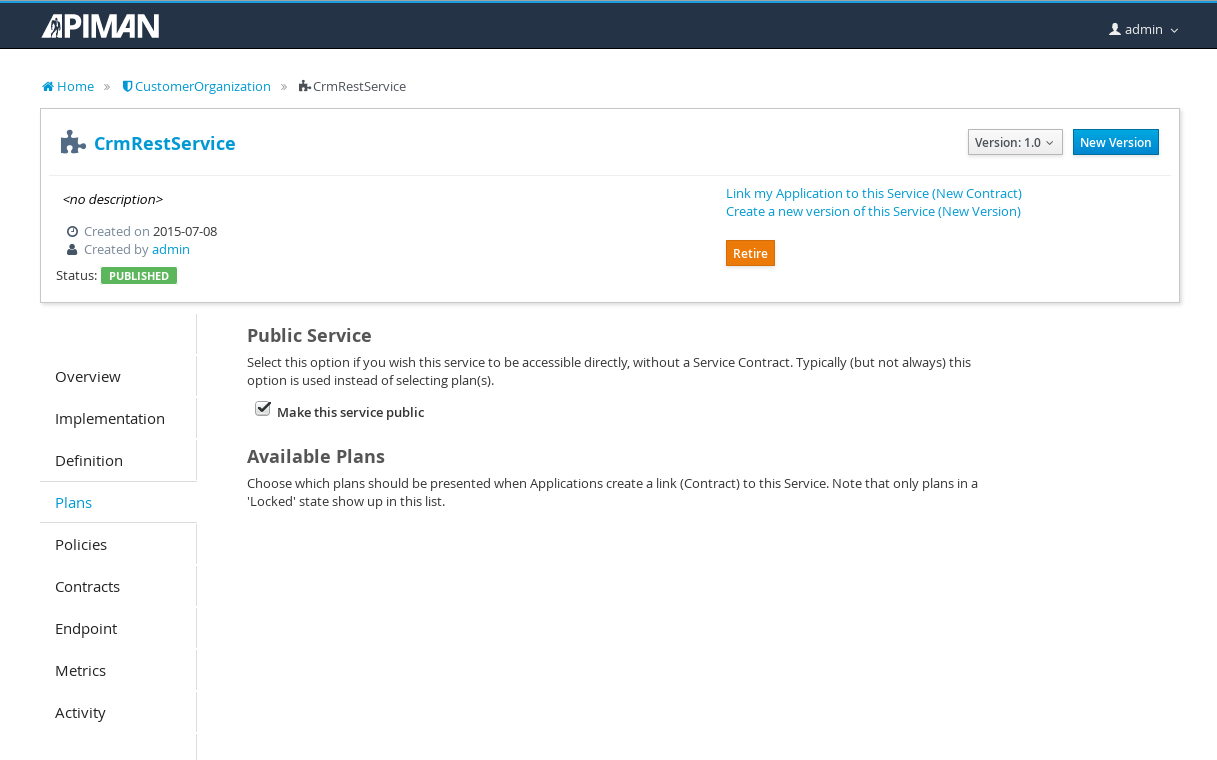 APIMAN
admin
Home » CustomerOrganization » CrmRestService
CrmRestService
Version: 1.0
New Version
<no description>
Created on 2015-07-08
Created by admin
Status: PUBLISHED
Link my Application to this Service (New Contract)
Create a new version of this Service (New Version)
Retire
Overview
Implementation
Definition
Plans
Policies
Contracts
Endpoint
Metrics
Activity
Public Service
Select this option if you wish this service to be accessible directly, without a Service Contract. Typically (but not always) this
option is used instead of selecting plan(s).
Make this service public
Available Plans
Choose which plans should be presented when Applications create a link (Contract) to this Service. Note that only plans in a
'Locked' state show up in this list.